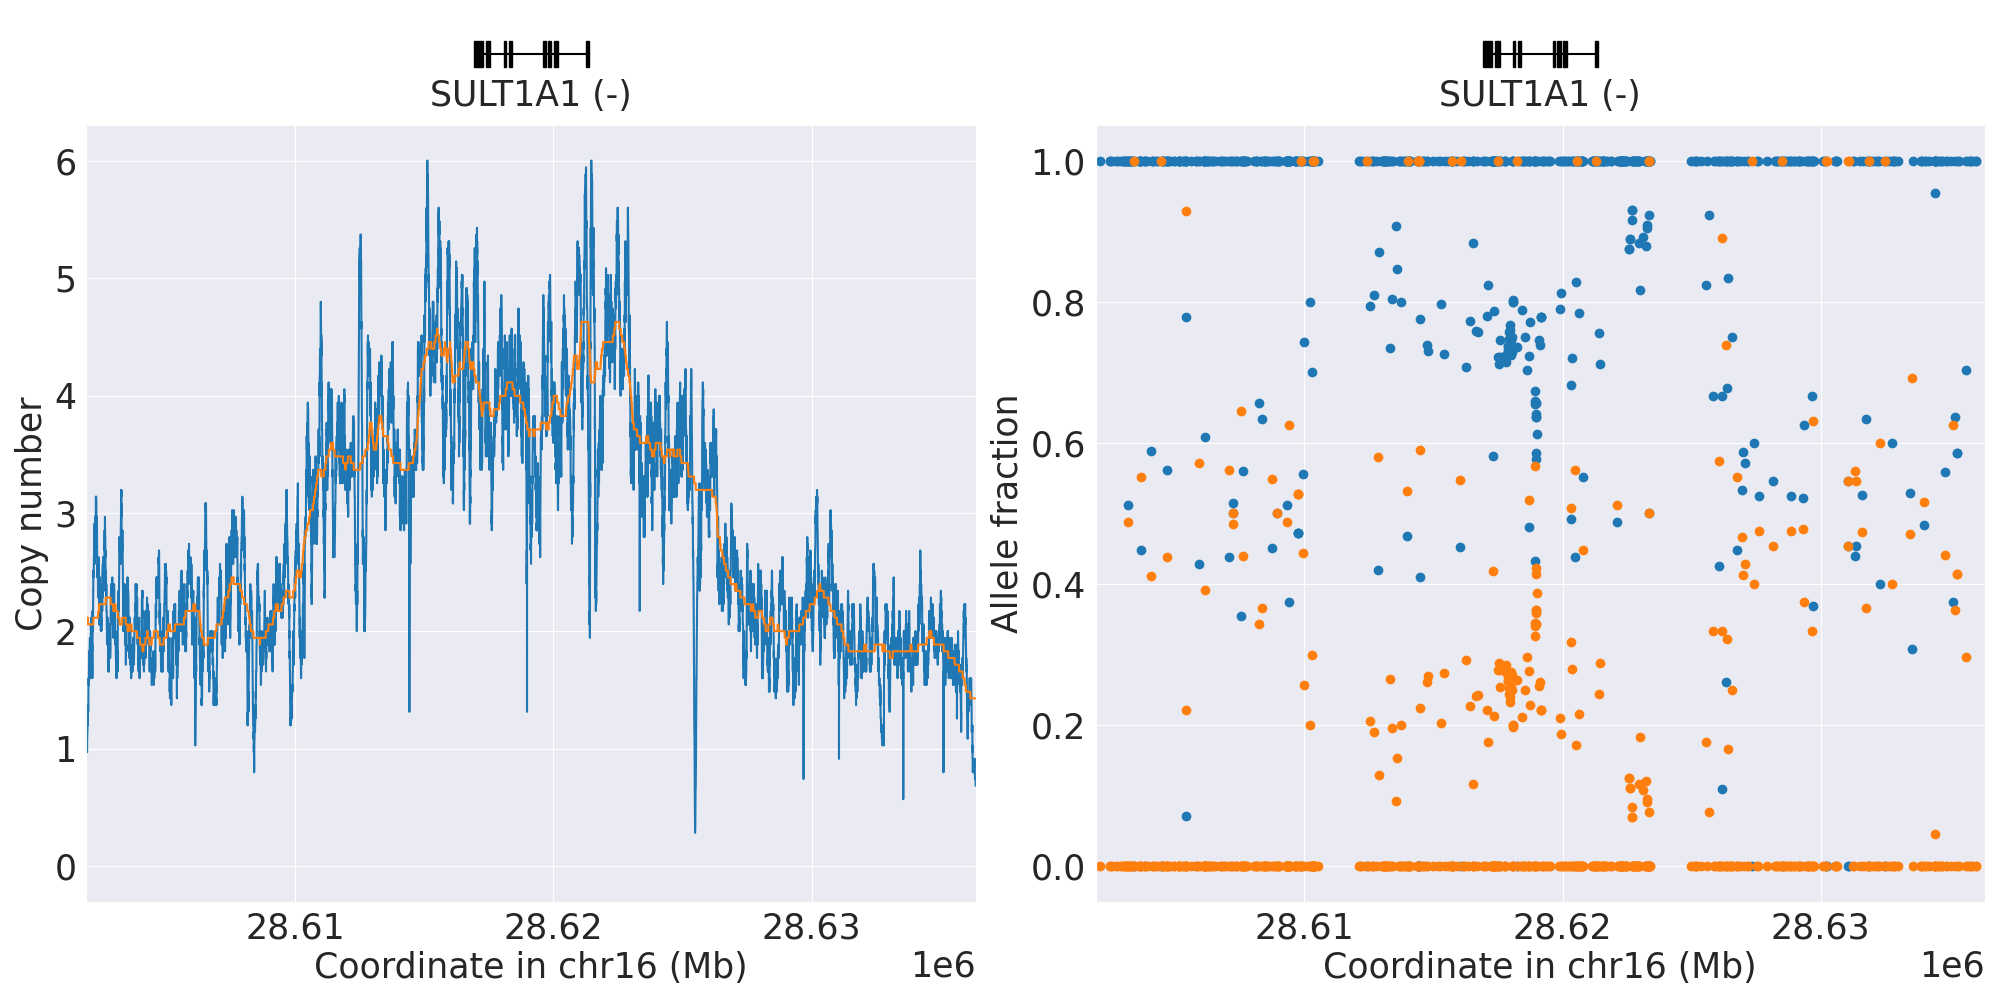 SULT1A1 (-)
6
5
4
3
2
1
0
Copy number
28.61
28.62
28.63
Coordinate in chr16 (Mb)
1e6
SULT1A1 (-)
1.0
0.8
0.6
0.4
0.2
0.0
Allele fraction
28.61
28.62
28.63
Coordinate in chr16 (Mb)
1e6